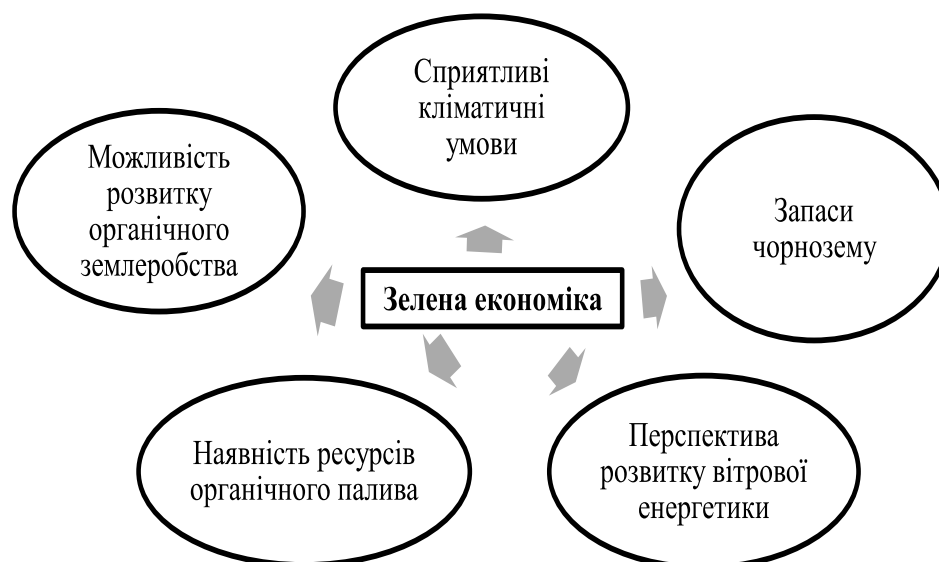 Сприятливі
кліматичні
умови
Можливість
розвитку
органічного
землеробства
Запаси
чорнозему
Зелена економіка
Наявність ресурсів
органічного палива
Перспектива
розвитку вітрової
енергетики